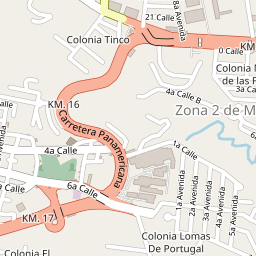 21 Calle
8a Avenida
Colonia Tinco
KM.
0 Calle
Colonia
de las F
4a Calle B
KM. 16
Zona 2 de M
Carretera Panamericana
4a Calle
1a Calle
6a Calle
Avenida
1a Avenida
2a Avenida
3a Avenida
4a Avenida
5a Avenida
KM. 17
Colonia Lomas
De Portugal
Colonia El